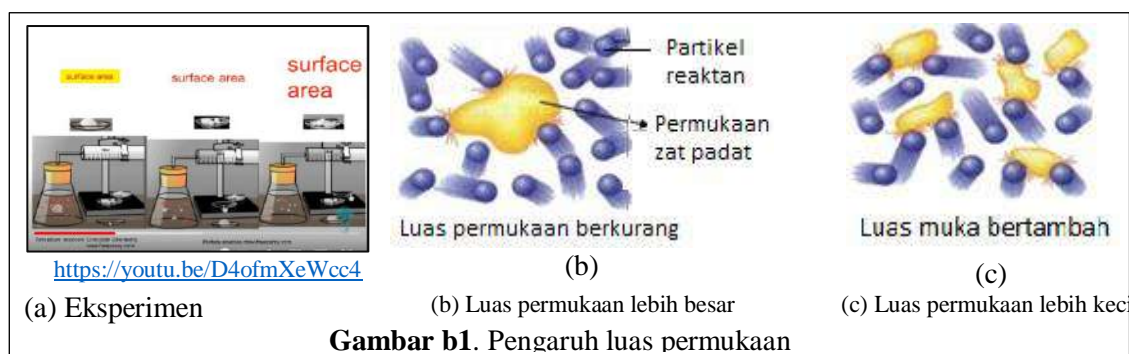 surface area
surface area
surface
area
https://youtu.be/D4ofmXeWcc4
(a) Eksperimen
Partikel
reaktan
Permukaan
zat padat
Luas permukaan berkurang
(b)
(b) Luas permukaan lebih besar
Luas muka bertambah
(c)
(c) Luas permukaan lebih keci
Gambar b1. Pengaruh luas permukaan